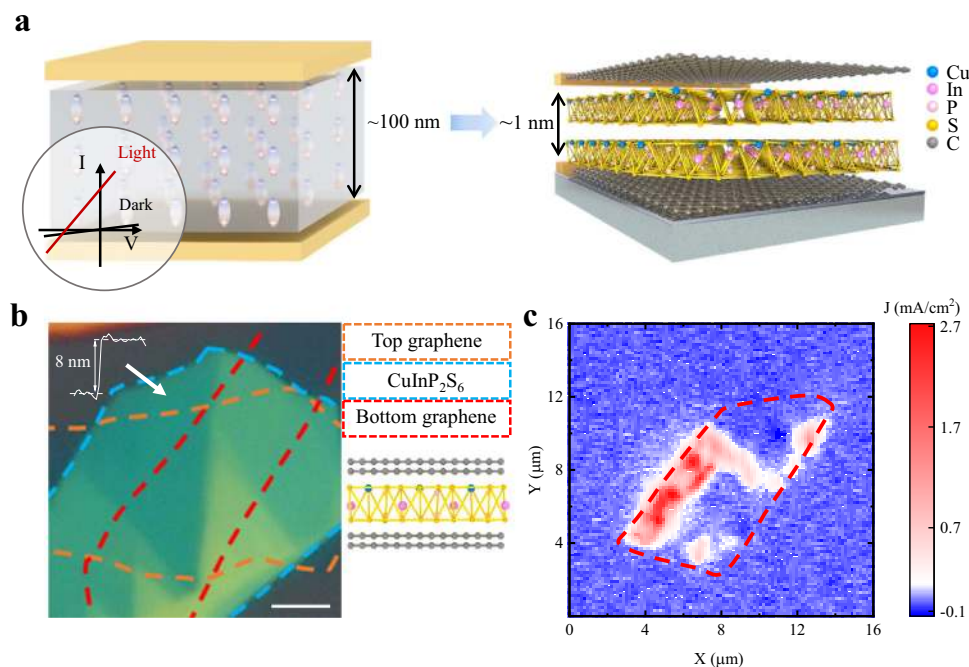 a
~100 nm
~1 nm
Cu
In
P
S
C
Light
I
Dark
V
b
8 nm
Top graphene
CuInP₂S₆
Bottom graphene
c
J (mA/cm²)
2.7
1.7
0.7
-0.1
16
12
8
4
0
4
8
12
16
Y (μm)
X (μm)